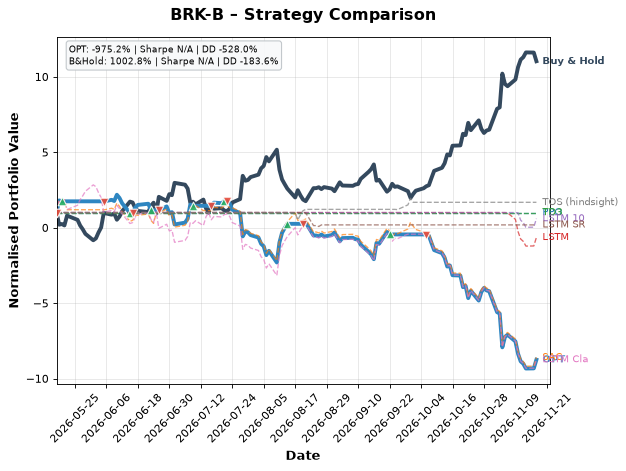 BRK-B – Strategy Comparison
OPT: -975.2% | Sharpe N/A | DD -528.0%
B&Hold: 1002.8% | Sharpe N/A | DD -183.6%
Buy & Hold
TOS (hindsight)
LSTM SR
LSTM
Normalised Portfolio Value
10
5
0
−5
−10
2026-05-25
2026-06-06
2026-06-18
2026-06-30
2026-07-12
2026-07-24
2026-08-05
2026-08-17
2026-08-29
2026-09-10
2026-09-22
2026-10-04
2026-10-16
2026-10-28
2026-11-09
2026-11-21
Date